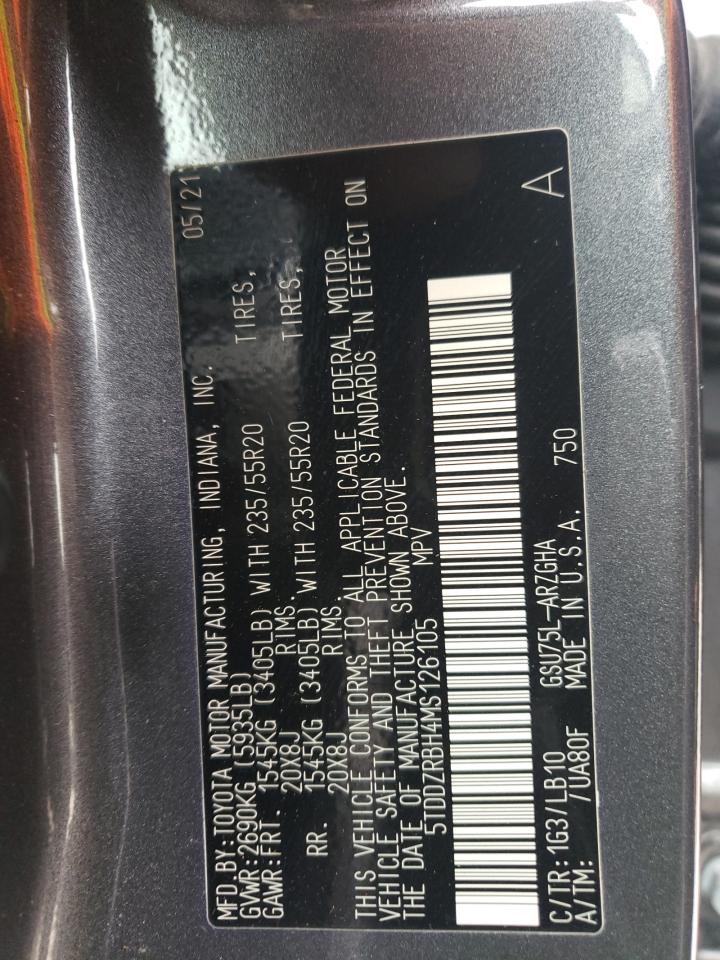 MFD.BY:TOYOTA MOTOR MANUFACTURING, INDIANA, INC. 05/21
GVWR:2690KG (5935LB)
GAWR:FRT. 1545KG (3405LB) WITH 235/55R20 TIRES,
20X8J RIMS.
RR. 1545KG (3405LB) WITH 235/55R20 TIRES,
20X8J RIMS.
THIS VEHICLE CONFORMS TO ALL APPLICABLE FEDERAL MOTOR
VEHICLE SAFETY AND THEFT PREVENTION STANDARDS IN EFFECT ON
THE DATE OF MANUFACTURE SHOWN ABOVE.
5TDDZRBH4MS126105 MPV
C/TR:1G3/LB10 GSU75L-ARZGHA 750
A/TM: /UA80F MADE IN U.S.A. A